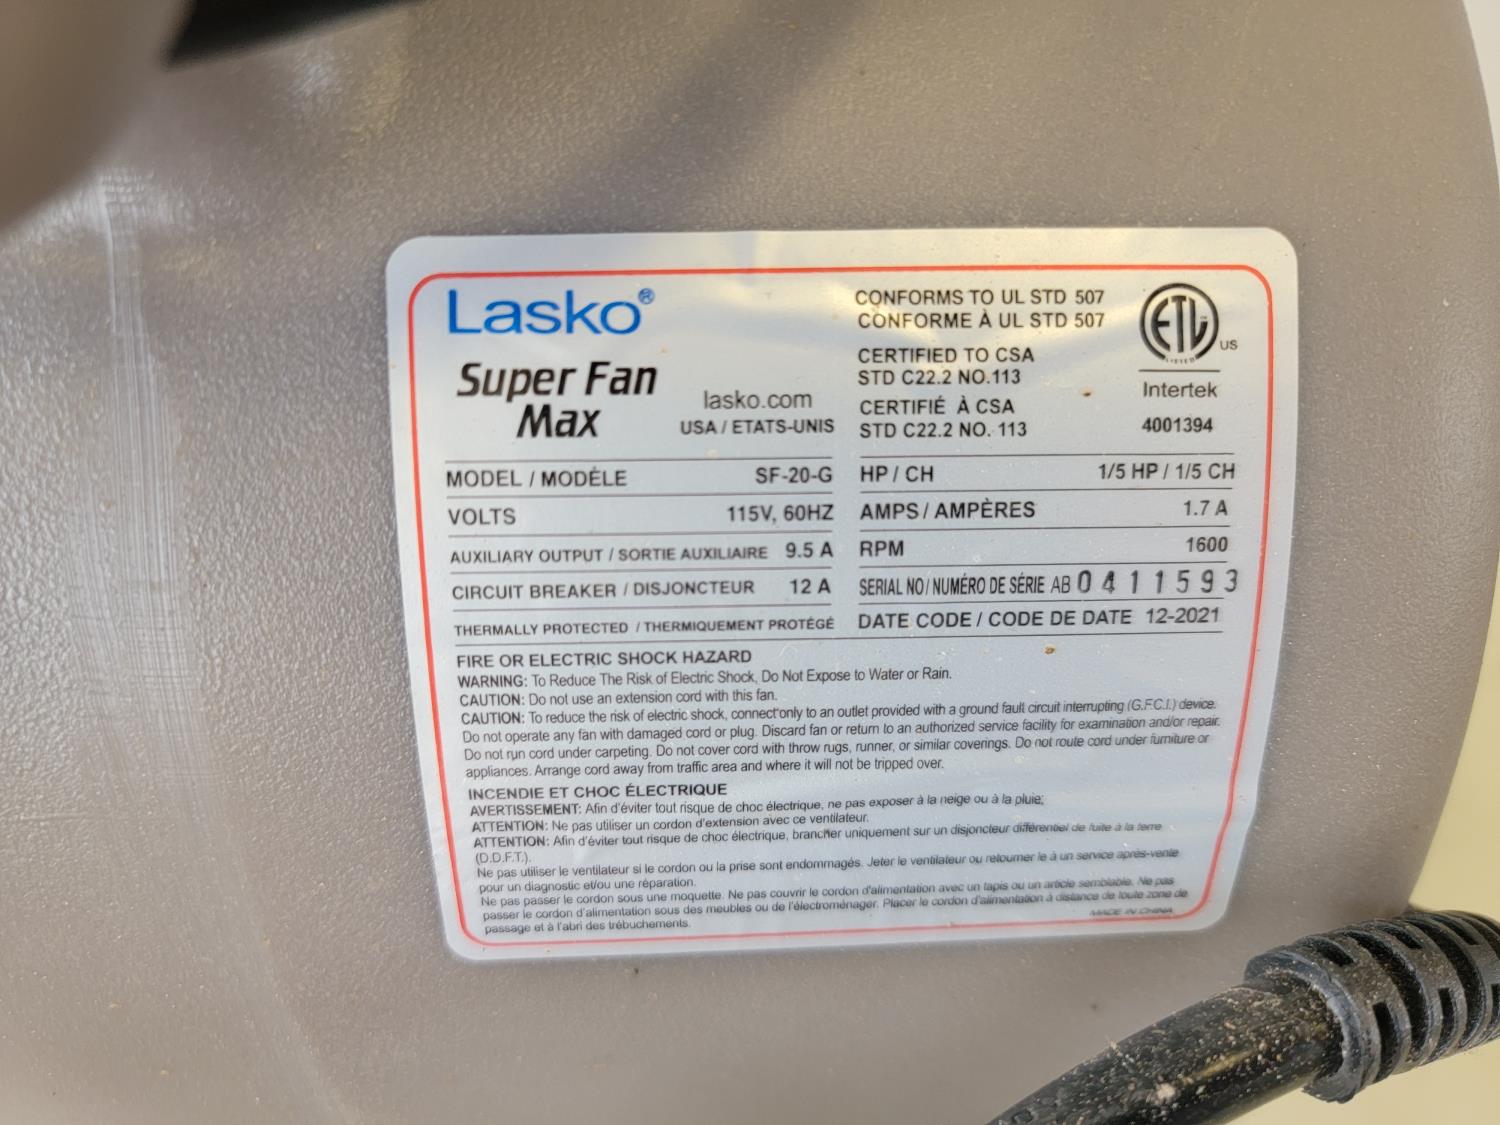 Lasko®
Super Fan
Max
lasko.com
USA / ETATS-UNIS
CONFORMS TO UL STD 507
CONFORME À UL STD 507
CERTIFIED TO CSA
STD C22.2 NO.113
CERTIFIÉ À CSA
STD C22.2 NO. 113
ETL
LISTED
US
Intertek
4001394
MODEL / MODÈLE SF-20-G
VOLTS 115V, 60HZ
AUXILIARY OUTPUT / SORTIE AUXILIAIRE 9.5 A
CIRCUIT BREAKER / DISJONCTEUR 12 A
THERMALLY PROTECTED / THERMIQUEMENT PROTÉGÉ
HP / CH 1/5 HP / 1/5 CH
AMPS / AMPÈRES 1.7 A
RPM 1600
SERIAL NO / NUMÉRO DE SÉRIE AB 0411593
DATE CODE / CODE DE DATE 12-2021
FIRE OR ELECTRIC SHOCK HAZARD
WARNING: To Reduce The Risk of Electric Shock, Do Not Expose to Water or Rain.
CAUTION: Do not use an extension cord with this fan.
CAUTION: To reduce the risk of electric shock, connect only to an outlet provided with a ground fault circuit interrupting (G.F.C.I.) device.
Do not operate any fan with damaged cord or plug. Discard fan or return to an authorized service facility for examination and/or repair.
Do not run cord under carpeting. Do not cover cord with throw rugs, runner, or similar coverings. Do not route cord under furniture or
appliances. Arrange cord away from traffic area and where it will not be tripped over.
INCENDIE ET CHOC ÉLECTRIQUE
AVERTISSEMENT: Afin d'éviter tout risque de choc électrique, ne pas exposer à la neige ou à la pluie;
ATTENTION: Ne pas utiliser un cordon d'extension avec ce ventilateur.
ATTENTION: Afin d'éviter tout risque de choc électrique, brancher uniquement sur un disjoncteur différentiel de fuite à la terre
(D.D.F.T.).
Ne pas utiliser le ventilateur si le cordon ou la prise sont endommagés. Jeter le ventilateur ou retourner le à un service après-vente
pour un diagnostic et/ou une réparation.
Ne pas passer le cordon sous une moquette. Ne pas couvrir le cordon d'alimentation avec un tapis ou un article semblable. Ne pas
passer le cordon d'alimentation sous des meubles ou de l'électroménager. Placer le cordon d'alimentation à distance de toute zone de
passage et à l'abri des trébuchements.
MADE IN CHINA